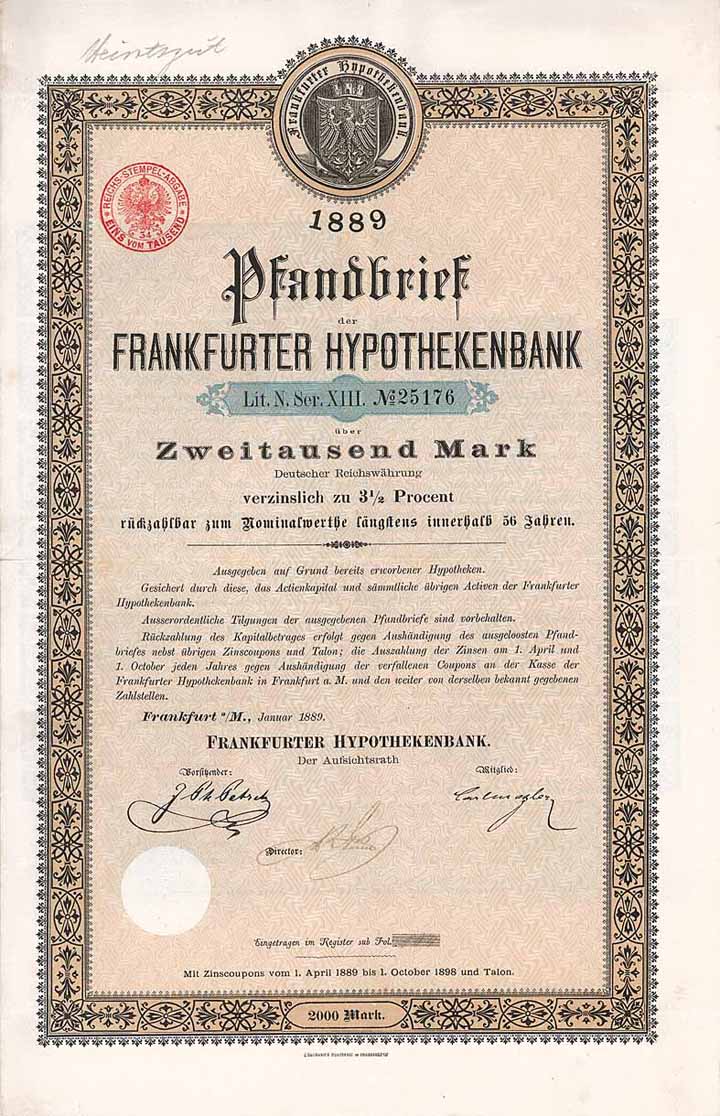 Frankfurter Hypothekenbank
REICHS-STEMPEL-ABGABE
34
EINS VOM TAUSEND
1889
Pfandbrief
der
FRANKFURTER HYPOTHEKENBANK
Lit. N. Ser. XIII. № 25176
über
Zweitausend Mark
Deutscher Reichswährung
verzinslich zu 3½ Procent
rückzahlbar zum Nominalwerthe längstens innerhalb 56 Jahren.
Ausgegeben auf Grund bereits erworbener Hypotheken.
Gesichert durch diese, das Actienkapital und sämmtliche übrigen Activen der Frankfurter
Hypothekenbank.
Ausserordentliche Tilgungen der ausgegebenen Pfandbriefe sind vorbehalten.
Rückzahlung des Kapitalbetrages erfolgt gegen Aushändigung des ausgeloosten Pfand-
briefes nebst übrigen Zinscoupons und Talon; die Auszahlung der Zinsen am 1. April und
1. October jeden Jahres gegen Aushändigung der verfallenen Coupons an der Kasse der
Frankfurter Hypothekenbank in Frankfurt a. M. und den weiter von derselben bekannt gegebenen
Zahlstellen.
Frankfurt a/M., Januar 1889.
FRANKFURTER HYPOTHEKENBANK.
Der Aufsichtsrath
Vorsitzender: Mitglied:
Director:
Eingetragen im Register sub Fol.
Mit Zinscoupons vom 1. April 1889 bis 1. October 1898 und Talon.
2000 Mark.